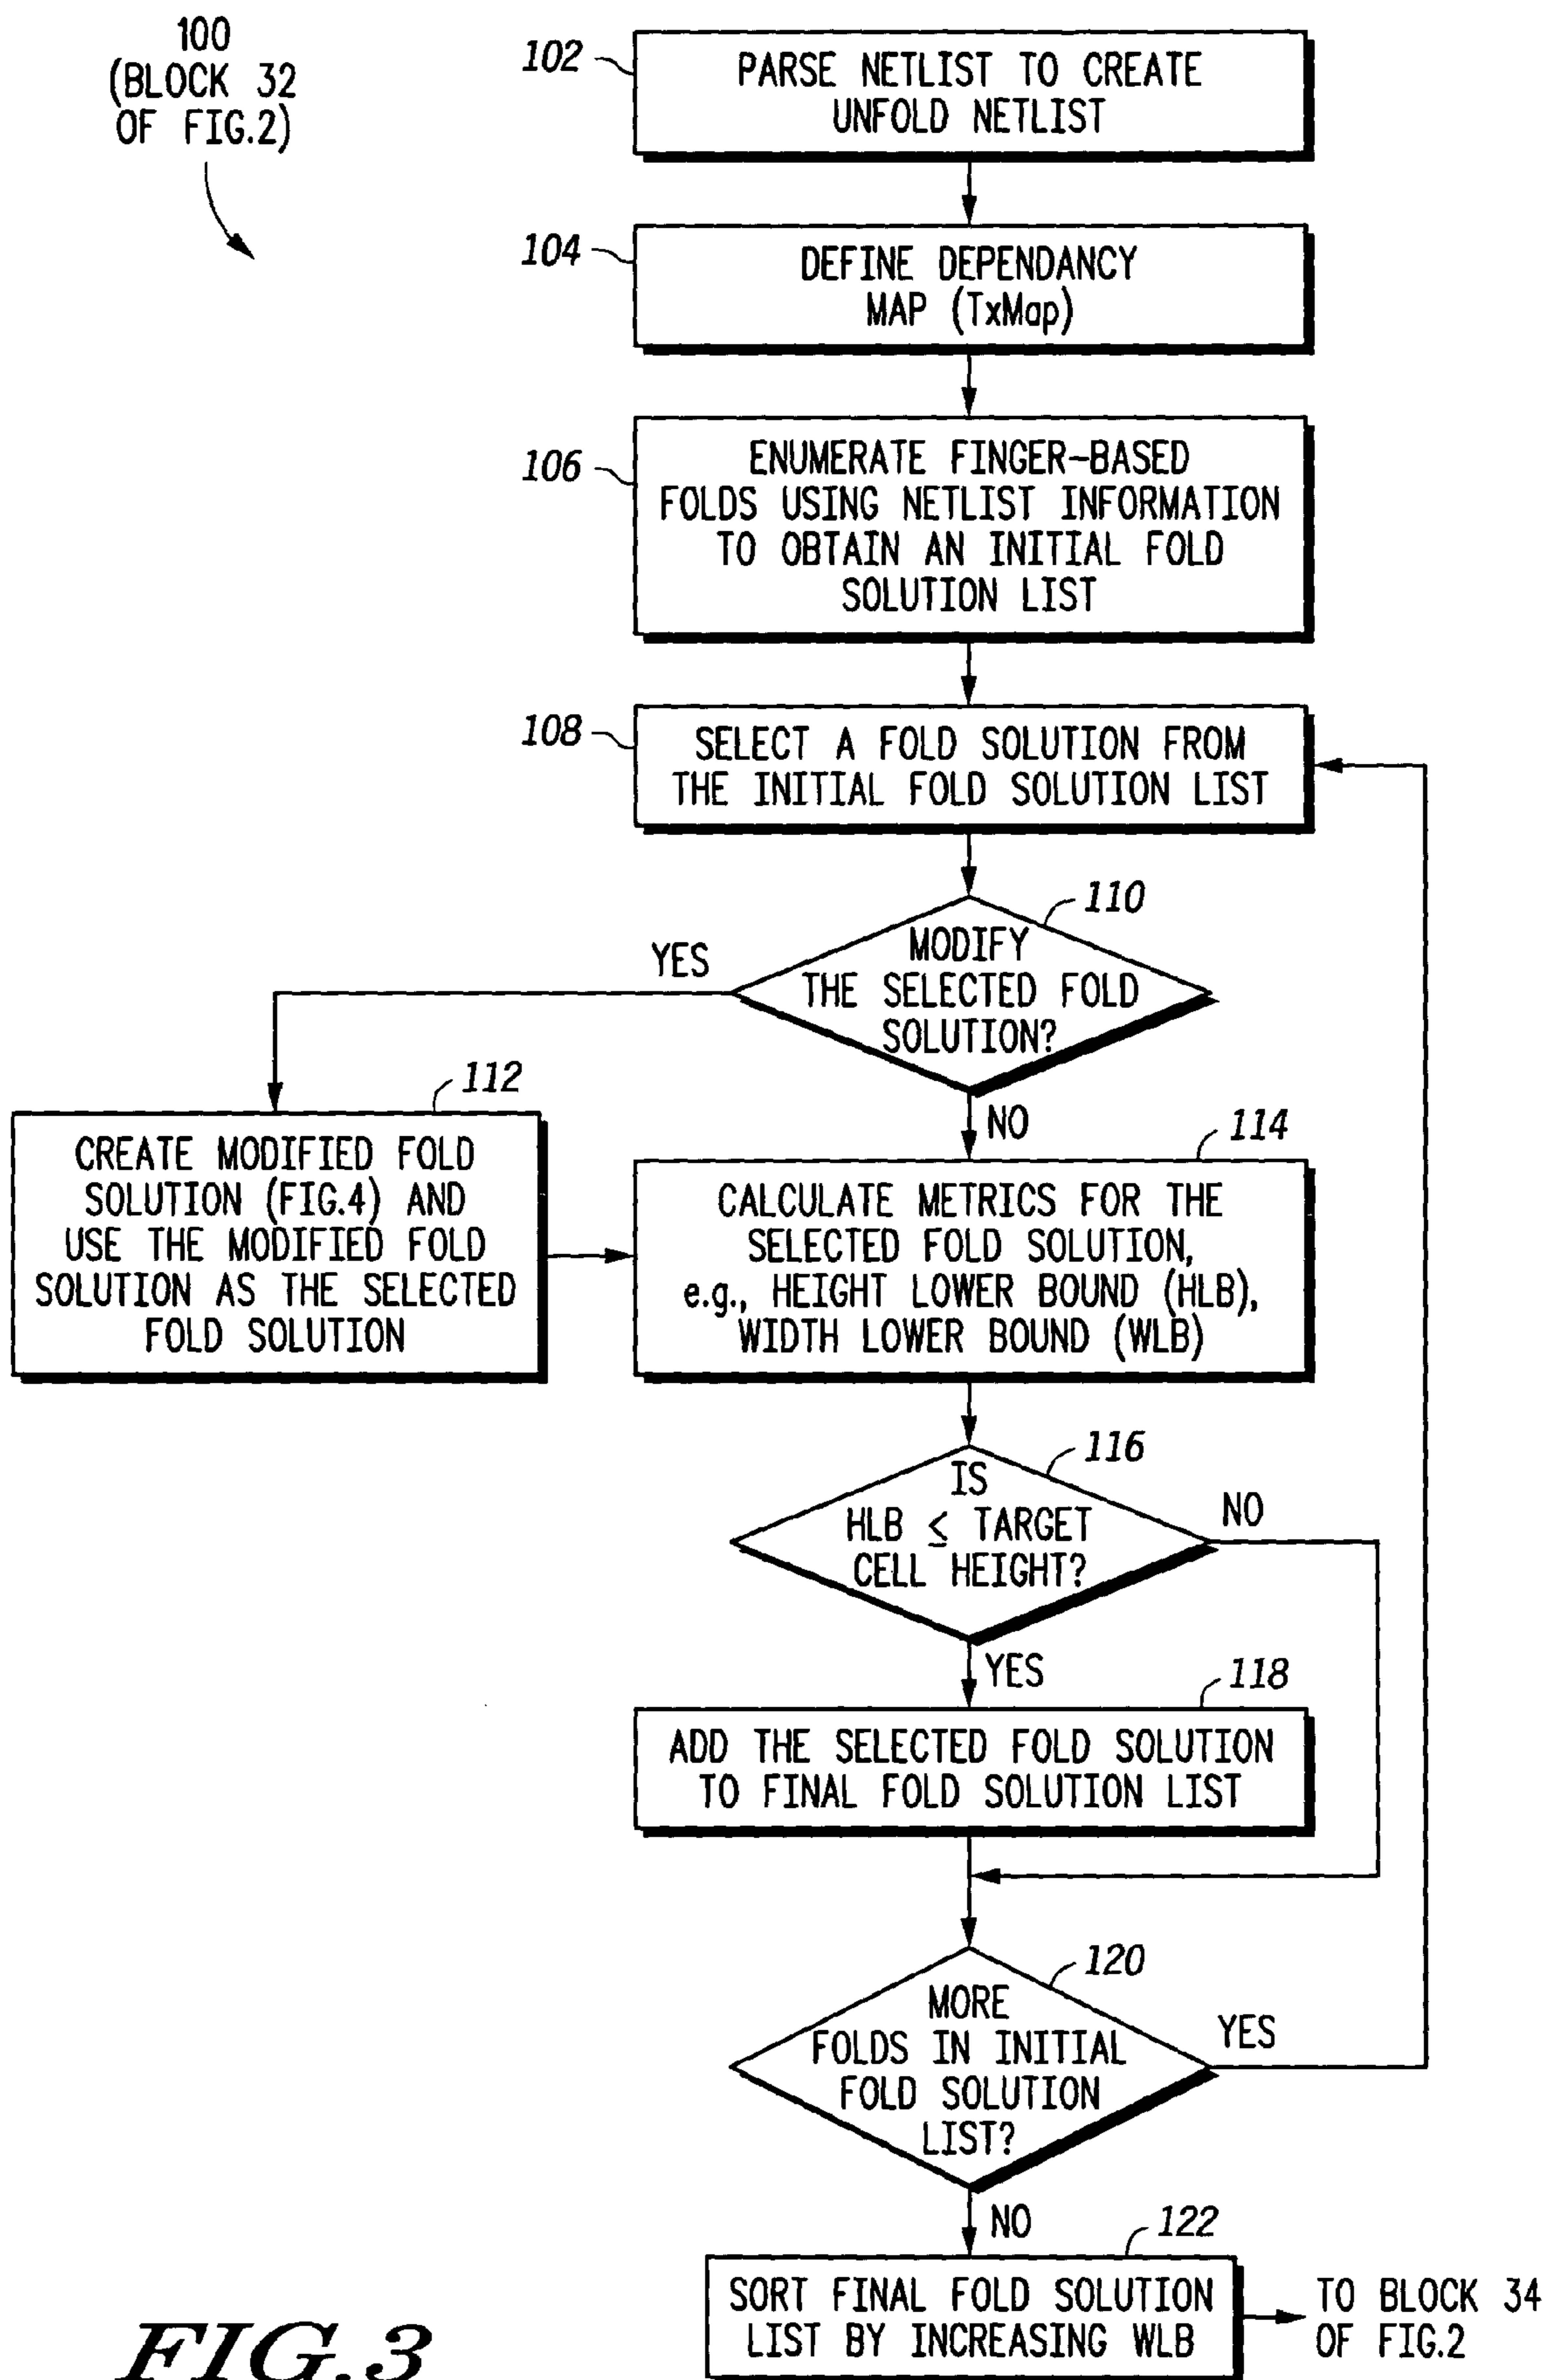 100
(BLOCK 32
OF FIG.2)
102
PARSE NETLIST TO CREATE
UNFOLD NETLIST
104
DEFINE DEPENDANCY
MAP (TxMap)
106
ENUMERATE FINGER-BASED
FOLDS USING NETLIST INFORMATION
TO OBTAIN AN INITIAL FOLD
SOLUTION LIST
108
SELECT A FOLD SOLUTION FROM
THE INITIAL FOLD SOLUTION LIST
110
MODIFY
THE SELECTED FOLD
SOLUTION?
YES
NO
112
CREATE MODIFIED FOLD
SOLUTION (FIG.4) AND
USE THE MODIFIED FOLD
SOLUTION AS THE SELECTED
FOLD SOLUTION
114
CALCULATE METRICS FOR THE
SELECTED FOLD SOLUTION,
e.g., HEIGHT LOWER BOUND (HLB),
WIDTH LOWER BOUND (WLB)
116
IS
HLB ≤ TARGET
CELL HEIGHT?
NO
YES
118
ADD THE SELECTED FOLD SOLUTION
TO FINAL FOLD SOLUTION LIST
120
MORE
FOLDS IN INITIAL
FOLD SOLUTION
LIST?
YES
NO
122
SORT FINAL FOLD SOLUTION
LIST BY INCREASING WLB
TO BLOCK 34
OF FIG.2
FIG.3